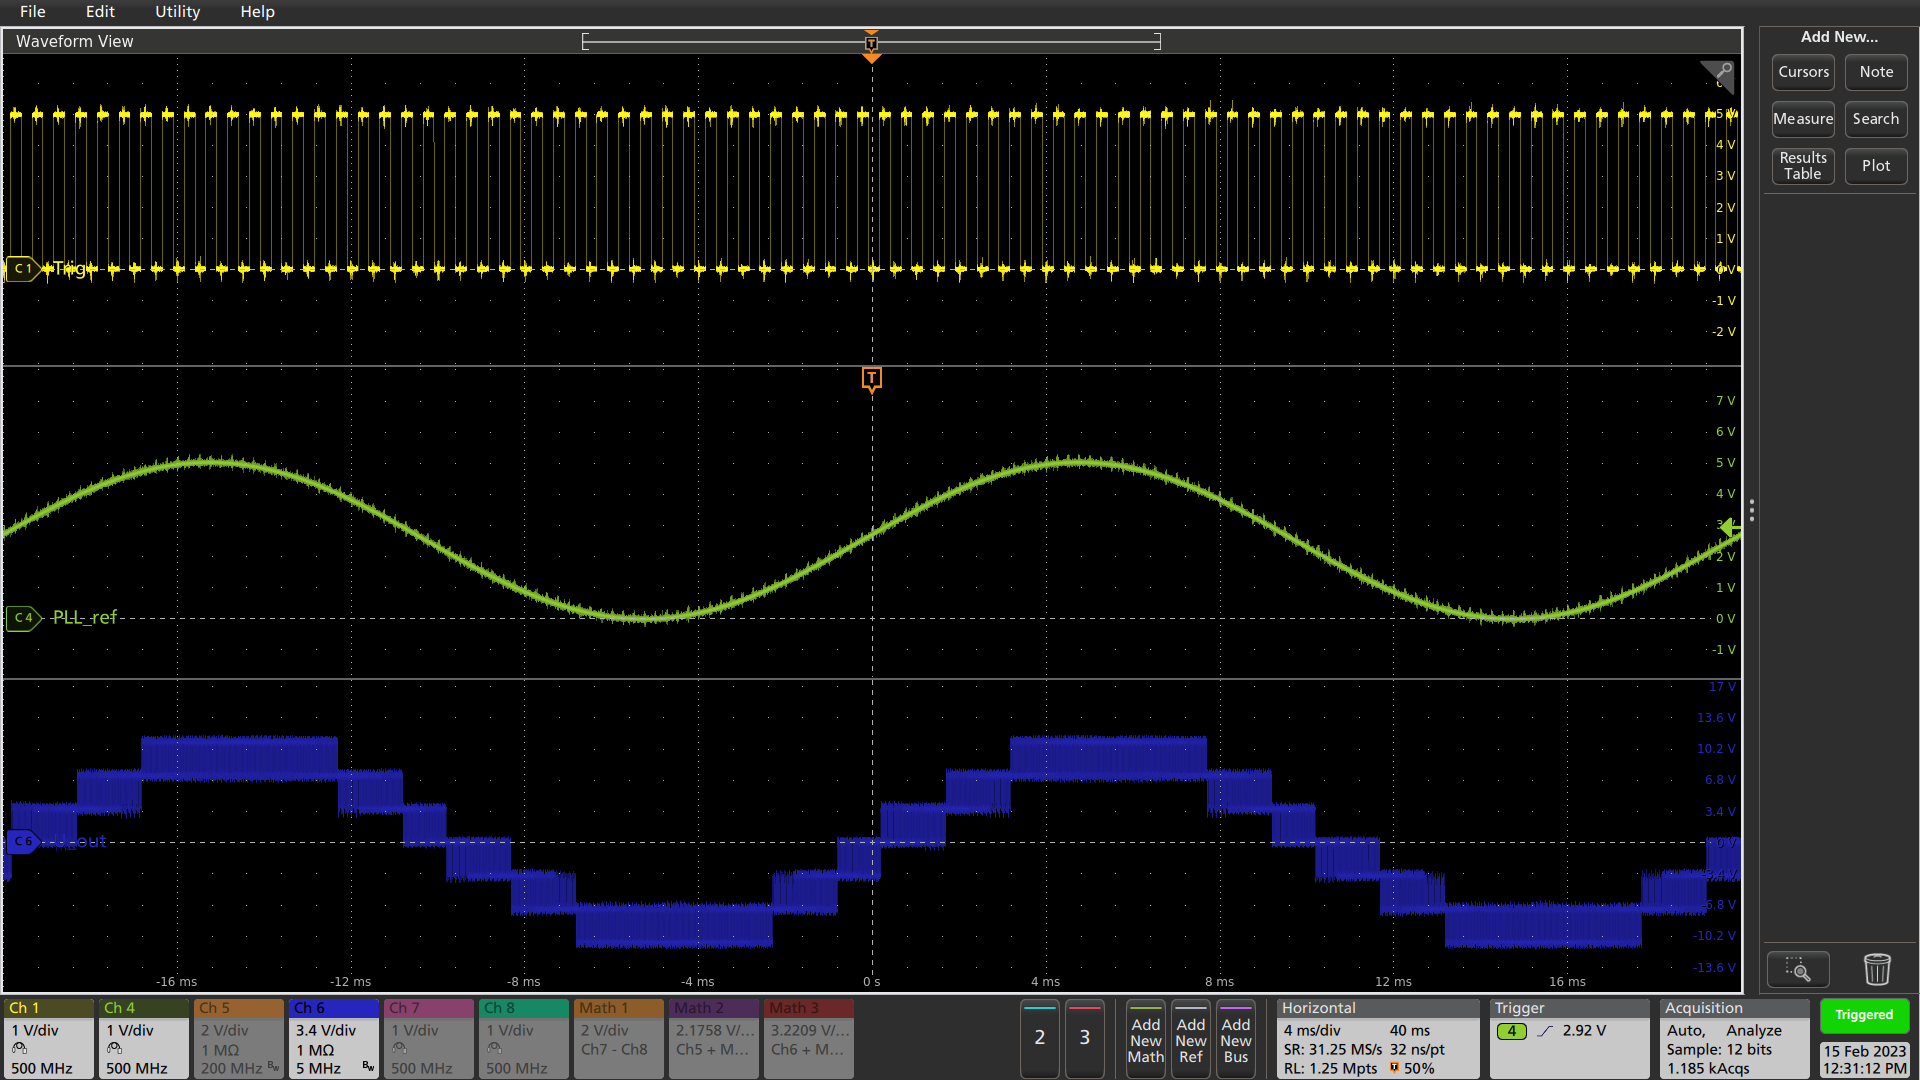 File Edit Utility Help
Waveform View
Add New...
Cursors Note
Measure Search
Results Table Plot
5 V
4 V
3 V
2 V
1 V
0 V
-1 V
-2 V
C 1 Trig
T
7 V
6 V
5 V
4 V
3 V
2 V
1 V
0 V
-1 V
C 4 PLL_ref
17 V
13.6 V
10.2 V
6.8 V
3.4 V
0 V
-3.4 V
-6.8 V
-10.2 V
-13.6 V
C 6 out
-16 ms -12 ms -8 ms -4 ms 0 s 4 ms 8 ms 12 ms 16 ms
Ch 1
1 V/div
500 MHz
Ch 4
1 V/div
500 MHz
Ch 5
2 V/div
1 MΩ
200 MHz Bw
Ch 6
3.4 V/div
1 MΩ
5 MHz Bw
Ch 7
1 V/div
500 MHz
Ch 8
1 V/div
500 MHz
Math 1
2 V/div
Ch7 - Ch8
Math 2
2.1758 V/...
Ch5 + M...
Math 3
3.2209 V/...
Ch6 + M...
2
3
Add New Math
Add New Ref
Add New Bus
Horizontal
4 ms/div 40 ms
SR: 31.25 MS/s 32 ns/pt
RL: 1.25 Mpts 50%
Trigger
4 2.92 V
Acquisition
Auto, Analyze
Sample: 12 bits
1.185 kAcqs
Triggered
15 Feb 2023
12:31:12 PM